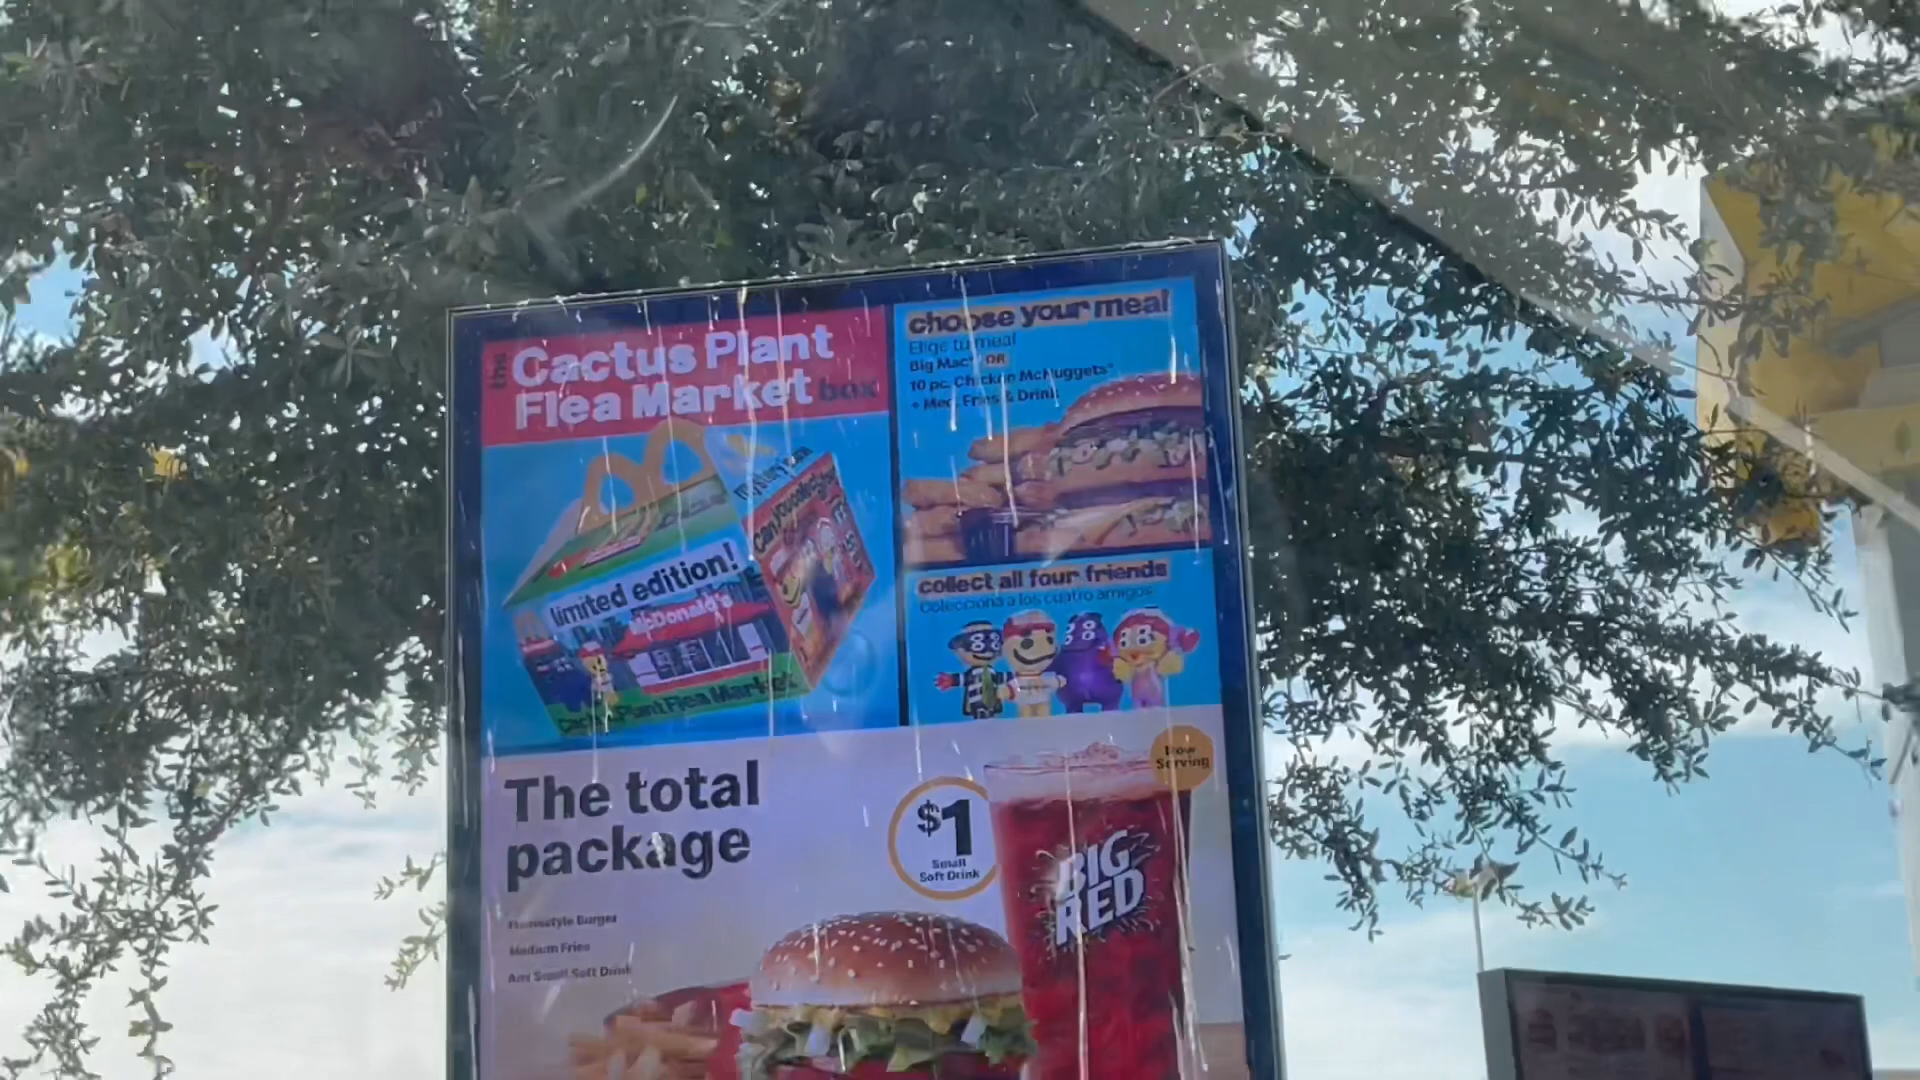 the
Cactus Plant
Flea Market box
limited edition!
McDonald's
Cactus Plant Flea Market
choose your meal
Elige tu meal
Big Mac® OR
10 pc. Chicken McNuggets®
+ Med. Fries & Drink
collect all four friends
Colecciona a los cuatro amigos
The total
package
Homestyle Burger
Medium Fries
Any Small Soft Drink
$1
Small
Soft Drink
Now
Serving
BIG
RED